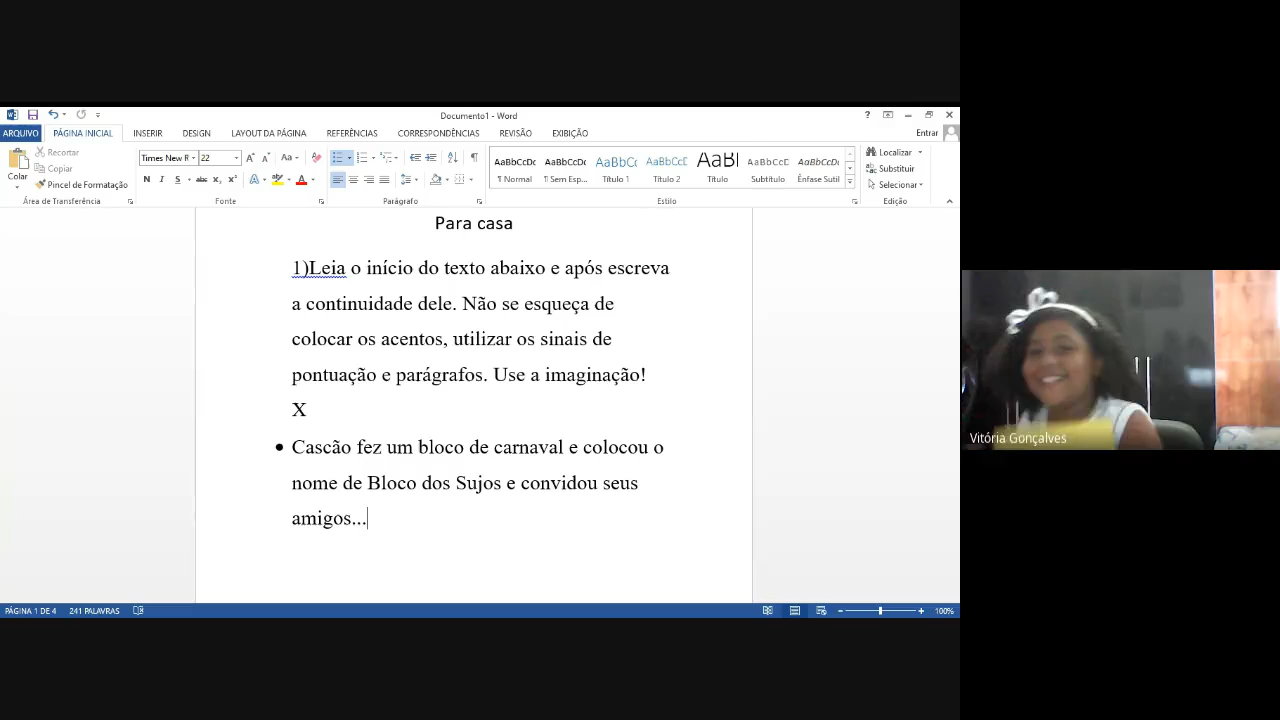 Documento1 - Word
ARQUIVO PÁGINA INICIAL INSERIR DESIGN LAYOUT DA PÁGINA REFERÊNCIAS CORRESPONDÊNCIAS REVISÃO EXIBIÇÃO Entrar
Colar
Recortar
Copiar
Pincel de Formatação
Área de Transferência
Times New R 22
Fonte
Parágrafo
AaBbCcDc AaBbCcDc AaBbCc AaBbCcD AaBl AaBbCcD AaBbCcDc
¶ Normal ¶ Sem Esp... Título 1 Título 2 Título Subtítulo Ênfase Sutil
Estilo
Localizar
Substituir
Selecionar
Edição
Para casa
1)Leia o início do texto abaixo e após escreva
a continuidade dele. Não se esqueça de
colocar os acentos, utilizar os sinais de
pontuação e parágrafos. Use a imaginação!
X
• Cascão fez um bloco de carnaval e colocou o
nome de Bloco dos Sujos e convidou seus
amigos...
PÁGINA 1 DE 4 241 PALAVRAS 100%
Vitória Gonçalves